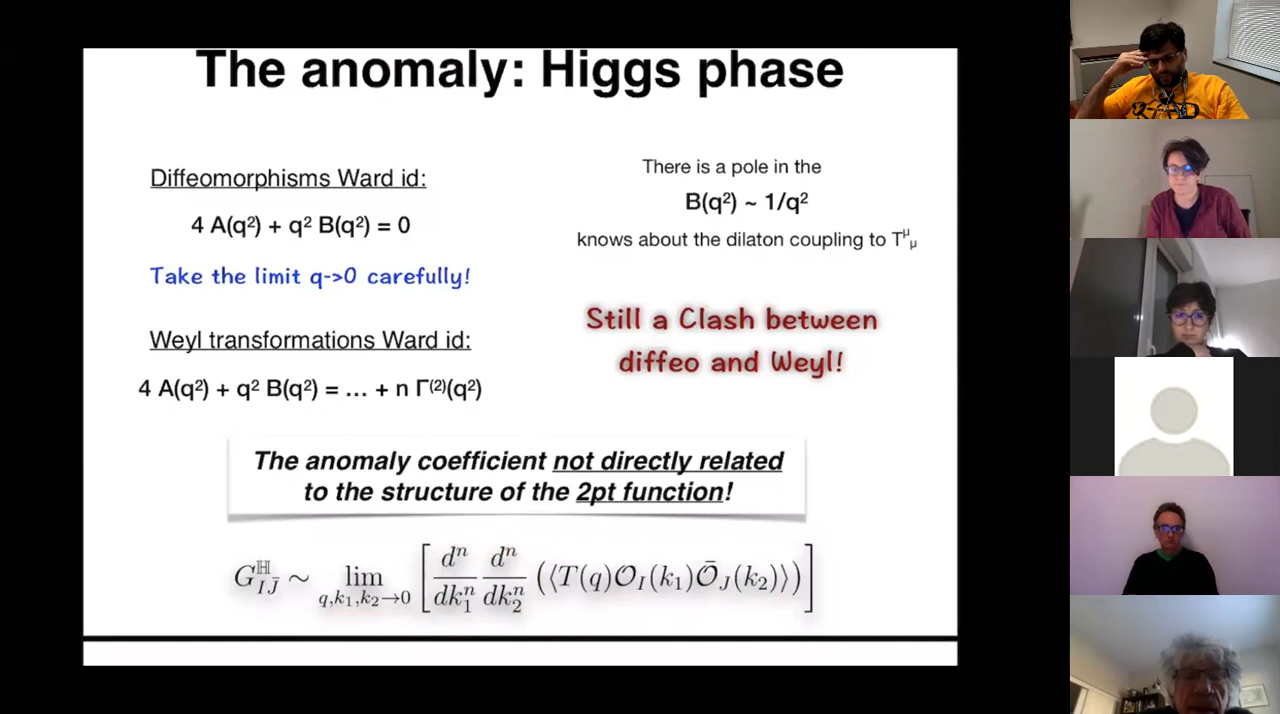 The anomaly: Higgs phase
Diffeomorphisms Ward id:
4 A(q²) + q² B(q²) = 0
Take the limit q->0 carefully!
Weyl transformations Ward id:
4 A(q²) + q² B(q²) = ... + n Γ⁽²⁾(q²)
There is a pole in the
B(q²) ~ 1/q²
knows about the dilaton coupling to T^μ_μ
Still a Clash between
diffeo and Weyl!
The anomaly coefficient not directly related
to the structure of the 2pt function!
G^ℍ_{IJ̄} ∼ lim_{q,k₁,k₂→0} [ dⁿ/dk₁ⁿ dⁿ/dk₂ⁿ (⟨T(q)𝒪_I(k₁)𝒪̄_J(k₂)⟩) ]